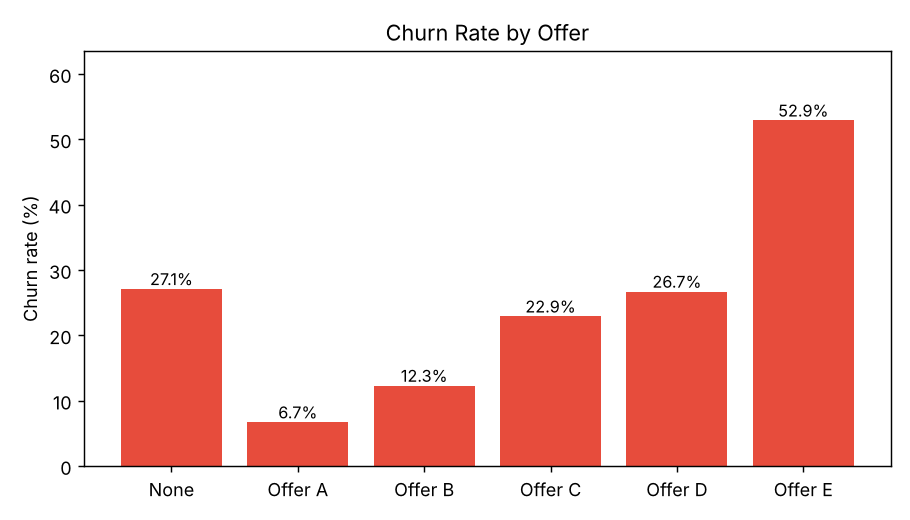 Churn Rate by Offer
Churn rate (%)
60
50
40
30
20
10
0
27.1%
6.7%
12.3%
22.9%
26.7%
52.9%
None
Offer A
Offer B
Offer C
Offer D
Offer E